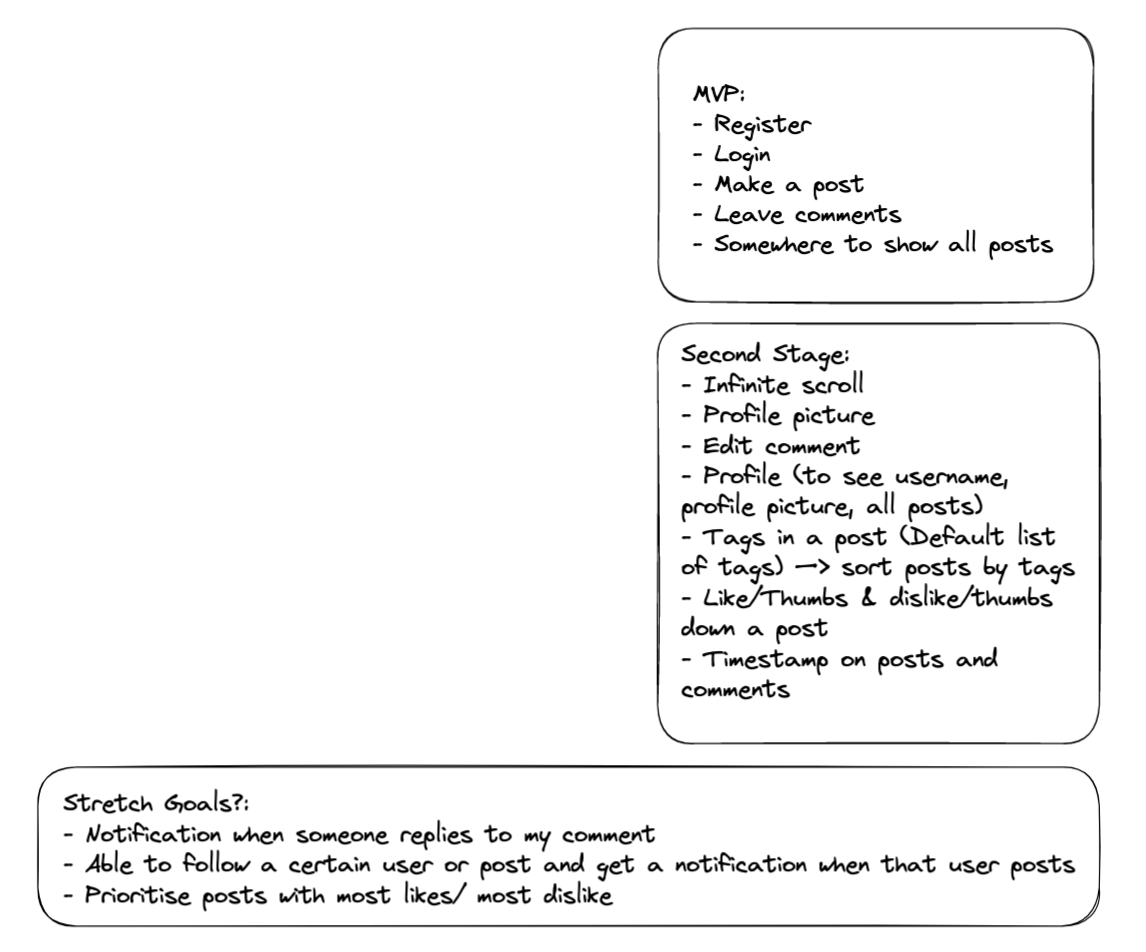 MVP:
- Register
- Login
- Make a post
- Leave comments
- Somewhere to show all posts
Second Stage:
- Infinite scroll
- Profile picture
- Edit comment
- Profile (to see username,
profile picture, all posts)
- Tags in a post (Default list
of tags) —> sort posts by tags
- Like/Thumbs & dislike/thumbs
down a post
- Timestamp on posts and
comments
Stretch Goals?:
- Notification when someone replies to my comment
- Able to follow a certain user or post and get a notification when that user posts
- Prioritise posts with most likes/ most dislike